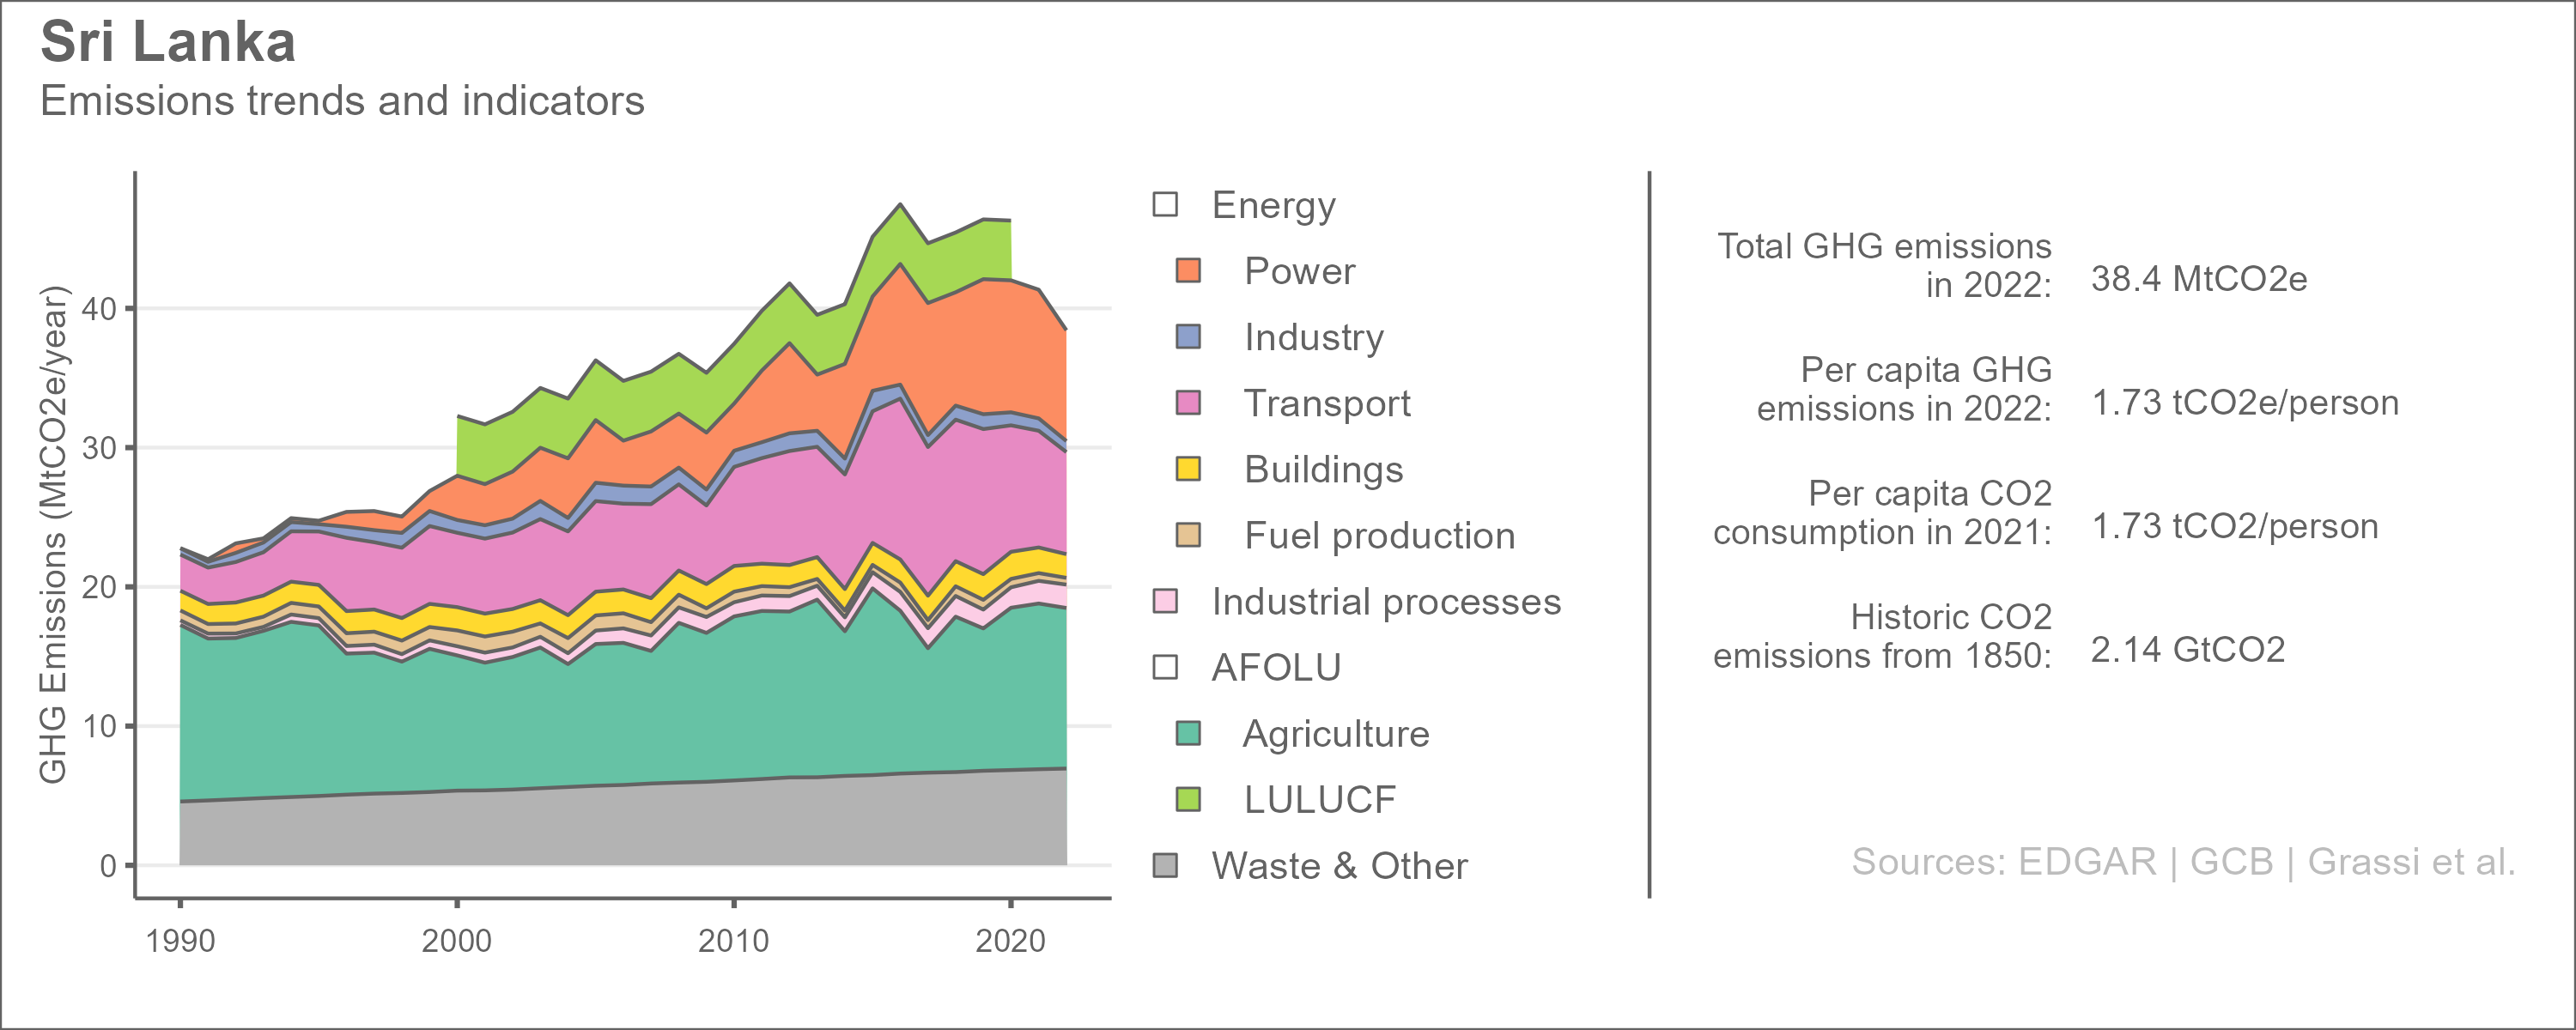 Sri Lanka
Emissions trends and indicators
GHG Emissions (MtCO2e/year)
40
30
20
10
0
1990
2000
2010
2020
Energy
Power
Industry
Transport
Buildings
Fuel production
Industrial processes
AFOLU
Agriculture
LULUCF
Waste & Other
Total GHG emissions
in 2022:
38.4 MtCO2e
Per capita GHG
emissions in 2022:
1.73 tCO2e/person
Per capita CO2
consumption in 2021:
1.73 tCO2/person
Historic CO2
emissions from 1850:
2.14 GtCO2
Sources: EDGAR | GCB | Grassi et al.